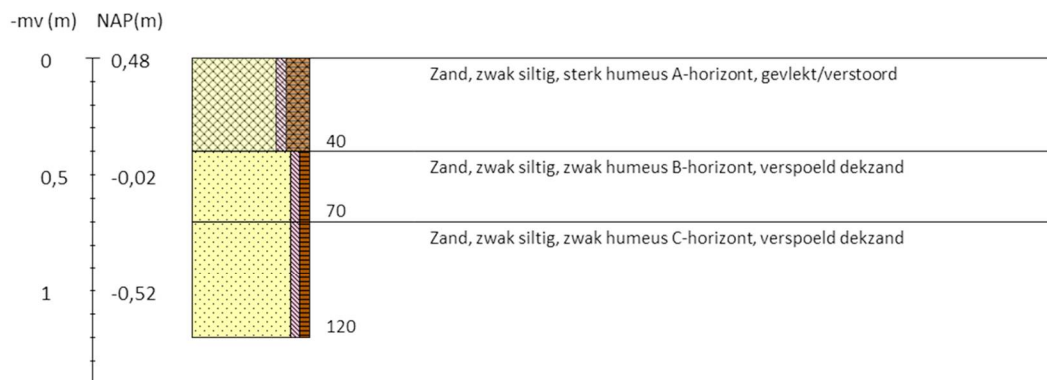 -mv (m) NAP(m)
0 0,48
Zand, zwak siltig, sterk humeus A-horizont, gevlekt/verstoord
40
Zand, zwak siltig, zwak humeus B-horizont, verspoeld dekzand
0,5 -0,02
70
Zand, zwak siltig, zwak humeus C-horizont, verspoeld dekzand
1 -0,52
120